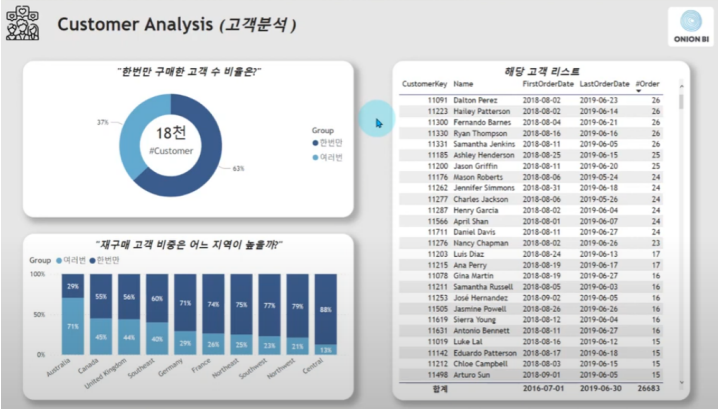 Customer Analysis (고객분석)
ONION BI
"한번만 구매한 고객 수 비율은?"
37%
18천
#Customer
63%
Group
한번만
여러번
"재구매 고객 비중은 어느 지역이 높을까?"
Group 여러번 한번만
100%
50%
0%
29% 55% 56% 60% 71% 74% 75% 77% 79% 88%
71% 45% 44% 40% 29% 26% 25% 23% 21% 13%
Australia Canada United Kingdom Southeast Germany France Northeast Southwest Northwest Central
해당 고객 리스트
CustomerKey Name FirstOrderDate LastOrderDate #Order
11091 Dalton Perez 2018-08-02 2019-06-23 26
11223 Hailey Patterson 2018-08-02 2019-06-14 26
11300 Fernando Barnes 2018-08-04 2019-06-21 26
11330 Ryan Thompson 2018-08-16 2019-06-16 26
11331 Samantha Jenkins 2018-08-11 2019-06-05 26
11185 Ashley Henderson 2018-08-25 2019-06-15 25
11200 Jason Griffin 2018-08-11 2019-06-20 25
11176 Mason Roberts 2018-08-06 2019-05-24 24
11262 Jennifer Simmons 2018-08-31 2019-06-18 24
11277 Charles Jackson 2018-08-06 2019-05-26 24
11287 Henry Garcia 2018-08-02 2019-06-04 24
11566 April Shan 2018-08-01 2019-06-07 24
11711 Daniel Davis 2018-08-11 2019-06-27 24
11276 Nancy Chapman 2018-08-02 2019-06-26 23
11203 Luis Diaz 2018-08-24 2019-06-13 17
11215 Ana Perry 2018-08-19 2019-06-17 17
11078 Gina Martin 2018-08-19 2019-06-27 16
11211 Samantha Russell 2018-08-05 2019-06-03 16
11253 José Hernandez 2018-09-02 2019-06-05 16
11505 Jasmine Powell 2018-08-26 2019-06-26 16
11619 Sierra Young 2018-08-12 2019-06-04 16
11631 Antonio Bennett 2018-08-11 2019-06-27 16
11019 Luke Lal 2018-08-16 2019-06-12 15
11142 Eduardo Patterson 2018-08-17 2019-06-18 15
11212 Chloe Campbell 2018-08-03 2019-06-15 15
11498 Arturo Sun 2018-09-01 2019-06-05 15
합계 2016-07-01 2019-06-30 26683